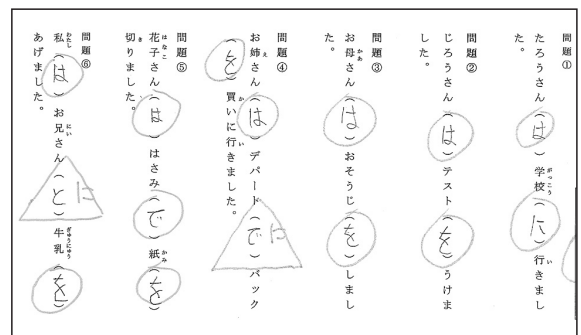 問題①
たろうさん（は）学校（に）行きました。
問題②
じろうさん（は）テスト（を）うけました。
問題③
お母さん（は）おそうじ（を）しました。
問題④
お姉さん（は）デパード（で）に バック（を）買いに行きました。
問題⑤
花子さん（は）はさみ（で）紙（を）切りました。
問題⑥
私（は）お兄さん（と）に 牛乳（を）あげました。